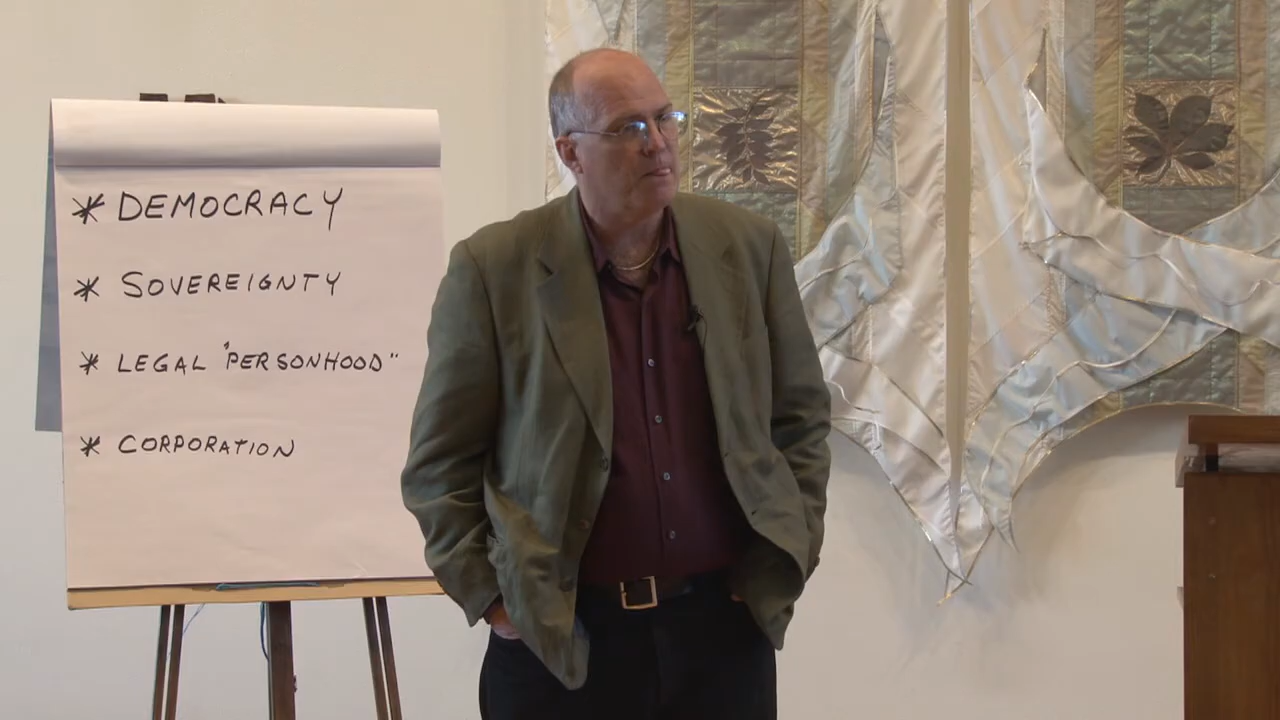 * DEMOCRACY
* SOVEREIGNTY
* LEGAL "PERSONHOOD"
* CORPORATION